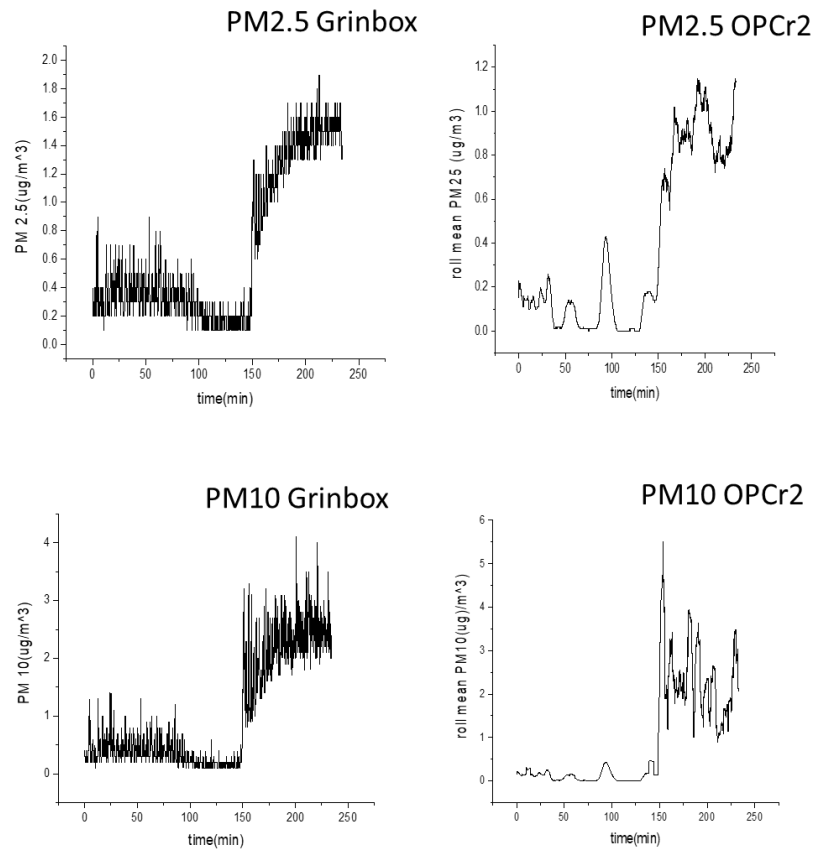 PM2.5 Grinbox
2.0
1.8
1.6
1.4
1.2
1.0
0.8
0.6
0.4
0.2
0.0
PM 2.5(ug/m^3)
0 50 100 150 200 250
time(min)
PM2.5 OPCr2
1.2
1.0
0.8
0.6
0.4
0.2
0.0
roll mean PM25 (ug/m3)
0 50 100 150 200 250
time(min)
PM10 Grinbox
4
3
2
1
0
PM 10(ug/m^3)
0 50 100 150 200 250
time(min)
PM10 OPCr2
6
5
4
3
2
1
0
roll mean PM10(ug)/m^3)
0 50 100 150 200 250
time(min)